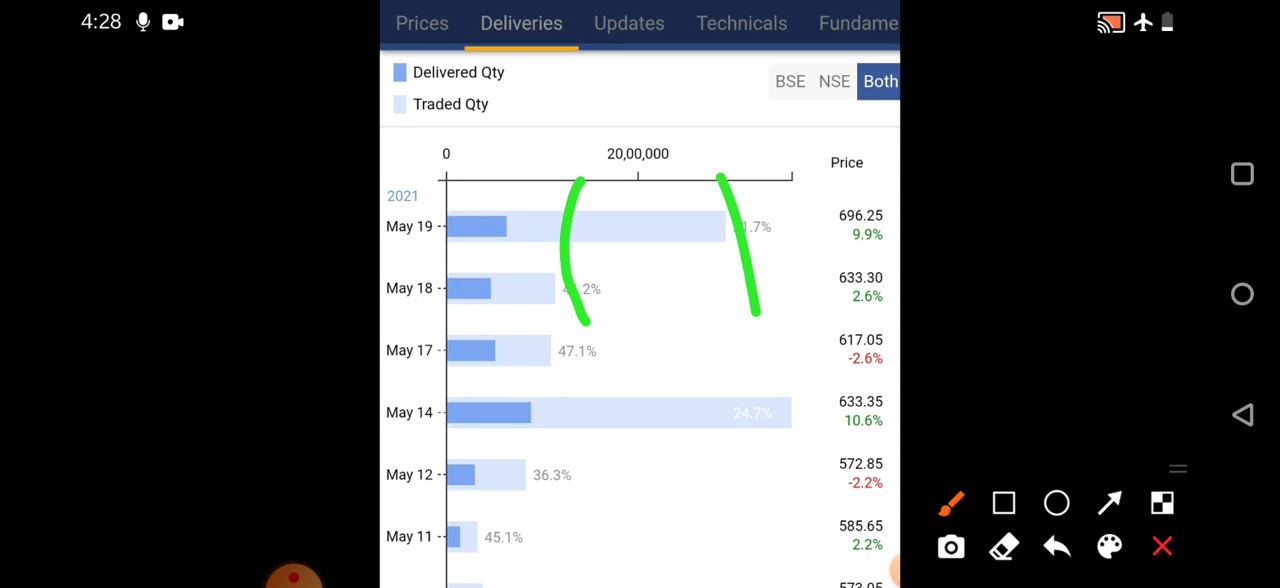 4:28
Prices Deliveries Updates Technicals Fundame
Delivered Qty
BSE NSE Both
Traded Qty
0 20,00,000 Price
2021
May 19 696.25
9.9%
May 18 633.30
2.6%
May 17 47.1% 617.05
-2.6%
May 14 24.7% 633.35
10.6%
May 12 36.3% 572.85
-2.2%
May 11 45.1% 585.65
2.2%